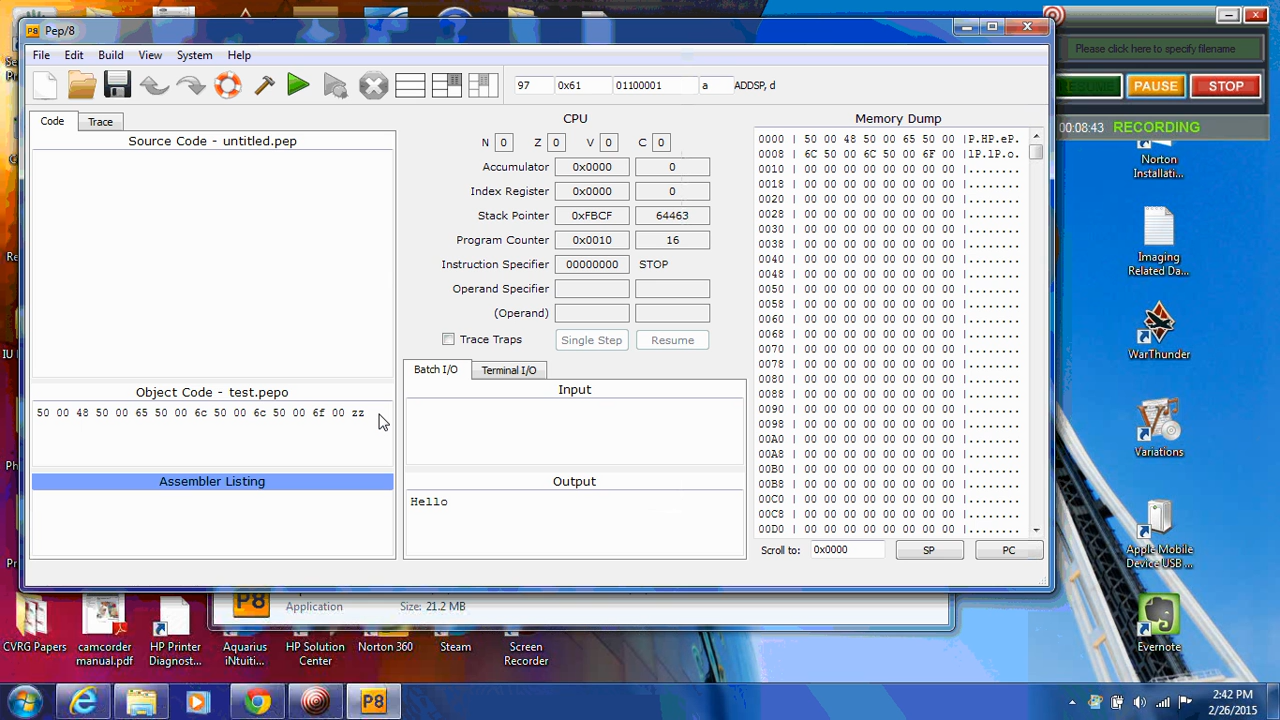 Pep/8
File Edit Build View System Help
97 0x61 01100001 a ADDSP, d
Code Trace
Source Code - untitled.pep
Object Code - test.pepo
50 00 48 50 00 65 50 00 6c 50 00 6c 50 00 6f 00 zz
Assembler Listing
CPU
N 0 Z 0 V 0 C 0
Accumulator 0x0000 0
Index Register 0x0000 0
Stack Pointer 0xFBCF 64463
Program Counter 0x0010 16
Instruction Specifier 00000000 STOP
Operand Specifier
(Operand)
Trace Traps Single Step Resume
Batch I/O Terminal I/O
Input
Output
Hello
Memory Dump
0000 | 50 00 48 50 00 65 50 00 |P.HP.eP.
0008 | 6C 50 00 6C 50 00 6F 00 |lP.lP.o.
0010 | 00 00 00 00 00 00 00 00 |........
0018 | 00 00 00 00 00 00 00 00 |........
0020 | 00 00 00 00 00 00 00 00 |........
0028 | 00 00 00 00 00 00 00 00 |........
0030 | 00 00 00 00 00 00 00 00 |........
0038 | 00 00 00 00 00 00 00 00 |........
0040 | 00 00 00 00 00 00 00 00 |........
0048 | 00 00 00 00 00 00 00 00 |........
0050 | 00 00 00 00 00 00 00 00 |........
0058 | 00 00 00 00 00 00 00 00 |........
0060 | 00 00 00 00 00 00 00 00 |........
0068 | 00 00 00 00 00 00 00 00 |........
0070 | 00 00 00 00 00 00 00 00 |........
0078 | 00 00 00 00 00 00 00 00 |........
0080 | 00 00 00 00 00 00 00 00 |........
0088 | 00 00 00 00 00 00 00 00 |........
0090 | 00 00 00 00 00 00 00 00 |........
0098 | 00 00 00 00 00 00 00 00 |........
00A0 | 00 00 00 00 00 00 00 00 |........
00A8 | 00 00 00 00 00 00 00 00 |........
00B0 | 00 00 00 00 00 00 00 00 |........
00B8 | 00 00 00 00 00 00 00 00 |........
00C0 | 00 00 00 00 00 00 00 00 |........
00C8 | 00 00 00 00 00 00 00 00 |........
00D0 | 00 00 00 00 00 00 00 00 |........
Scroll to: 0x0000 SP PC
Please click here to specify filename
PAUSE STOP
00:08:43 RECORDING
Norton
Installati...
Imaging
Related Da...
WarThunder
Variations
Apple Mobile
Device USB ...
Evernote
P8 Application Size: 21.2 MB
CVRG Papers
camcorder
manual.pdf
HP Printer
Diagnost...
Aquarius
iNtuiti...
HP Solution
Center
Norton 360
Steam
Screen
Recorder
P8
2:42 PM
2/26/2015